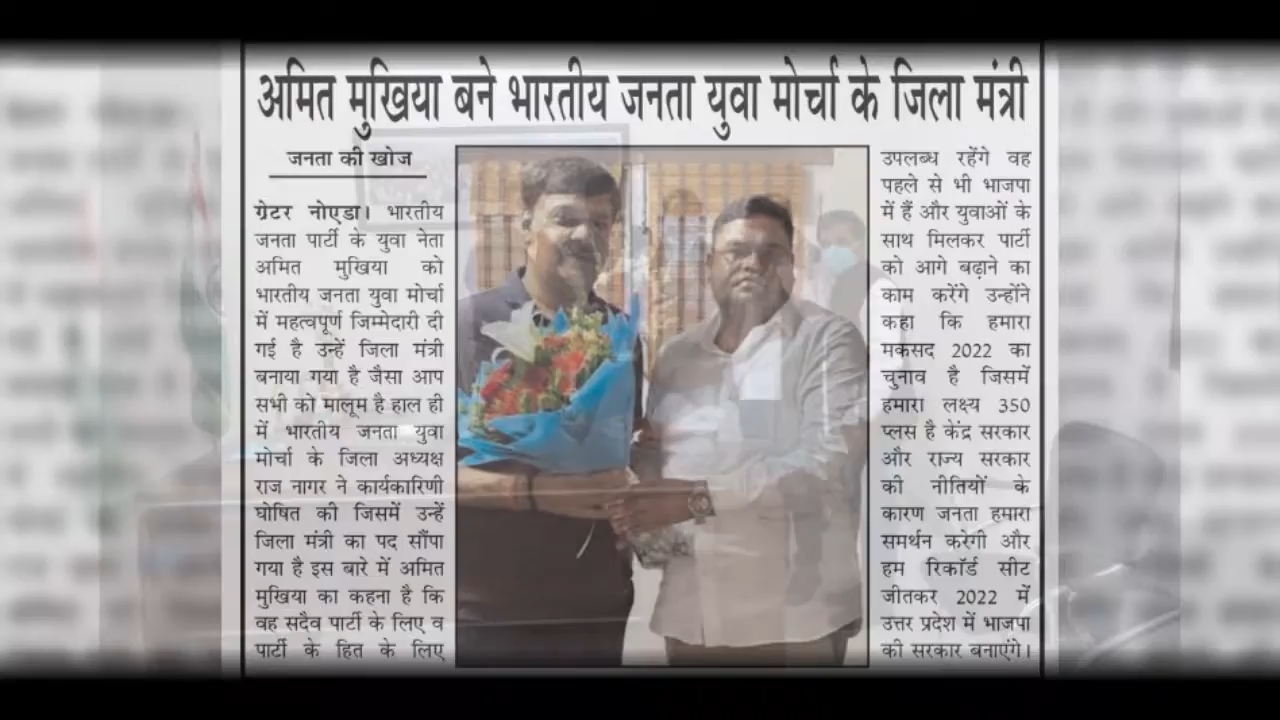 अमित मुखिया बने भारतीय जनता युवा मोर्चा के जिला मंत्री
जनता की खोज
ग्रेटर नोएडा। भारतीय
जनता पार्टी के युवा नेता
अमित मुखिया को
भारतीय जनता युवा मोर्चा
में महत्वपूर्ण जिम्मेदारी दी
गई है उन्हें जिला मंत्री
बनाया गया है जैसा आप
सभी को मालूम है हाल ही
में भारतीय जनता युवा
मोर्चा के जिला अध्यक्ष
राज नागर ने कार्यकारिणी
घोषित की जिसमें उन्हें
जिला मंत्री का पद सौंपा
गया है इस बारे में अमित
मुखिया का कहना है कि
वह सदैव पार्टी के लिए व
पार्टी के हित के लिए
उपलब्ध रहेंगे वह
पहले से भी भाजपा
में हैं और युवाओं के
साथ मिलकर पार्टी
को आगे बढ़ाने का
काम करेंगे उन्होंने
कहा कि हमारा
मकसद 2022 का
चुनाव है जिसमें
हमारा लक्ष्य 350
प्लस है केंद्र सरकार
और राज्य सरकार
की नीतियों के
कारण जनता हमारा
समर्थन करेगी और
हम रिकॉर्ड सीट
जीतकर 2022 में
उत्तर प्रदेश में भाजपा
की सरकार बनाएंगे।